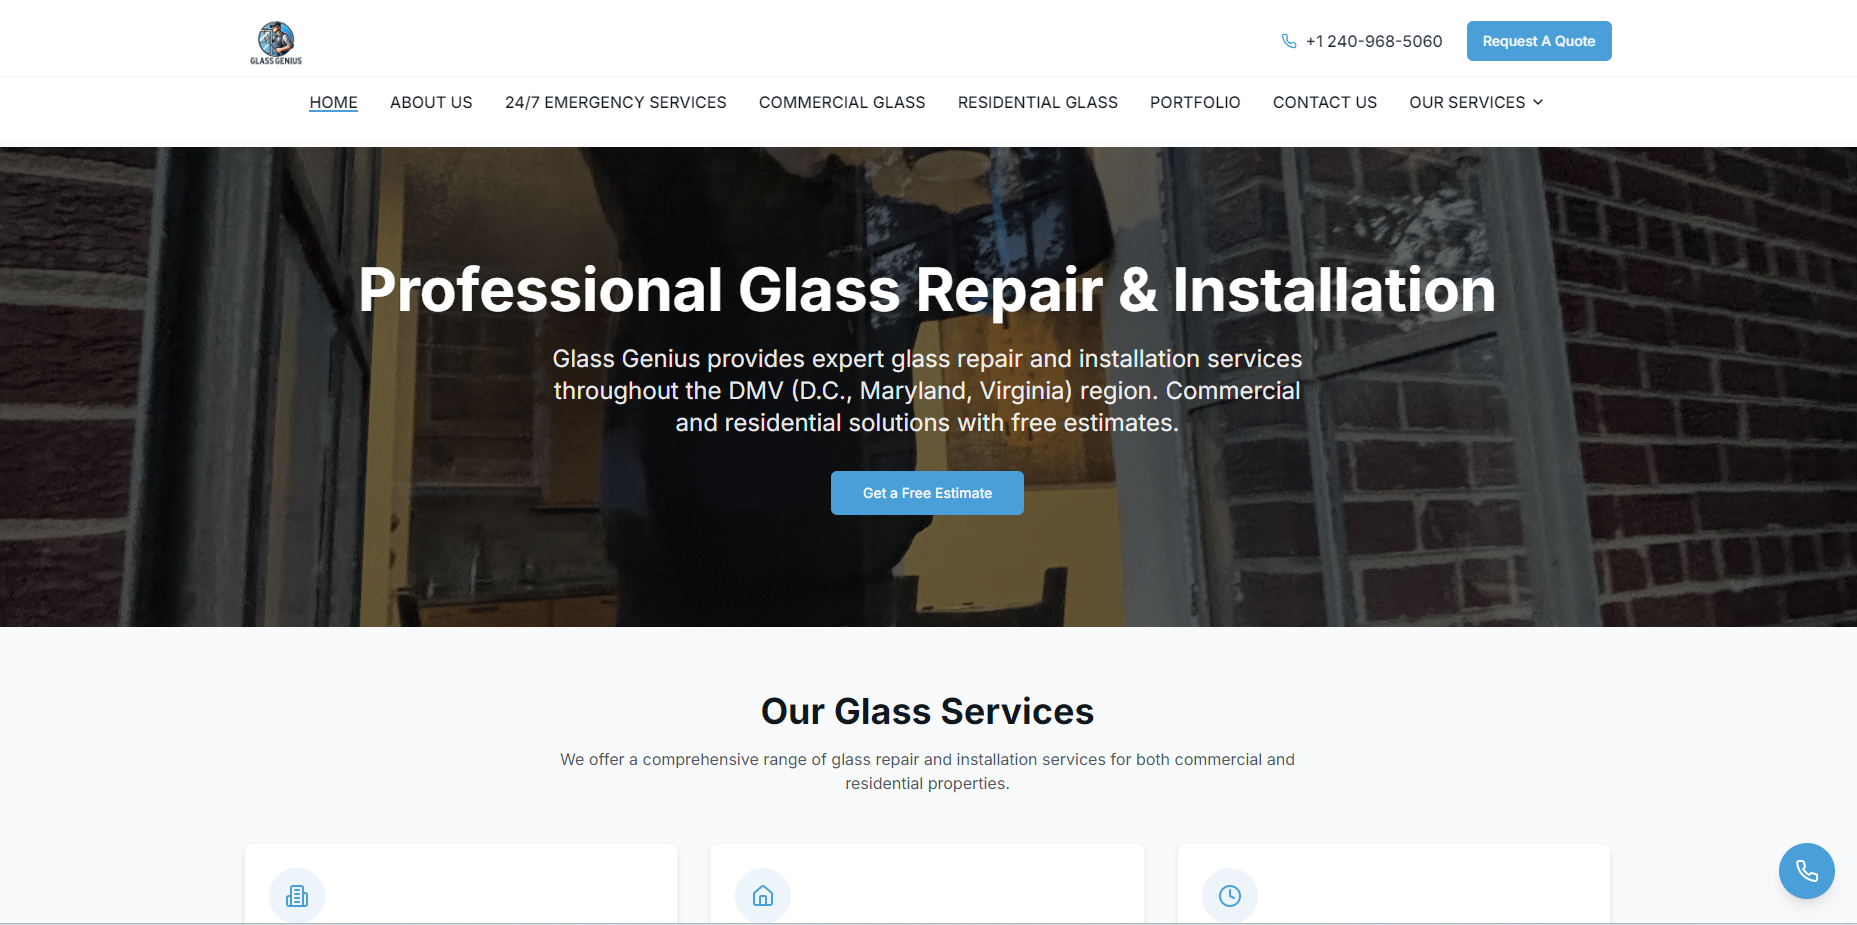 GLASS GENIUS
+1 240-968-5060
Request A Quote
HOME
ABOUT US
24/7 EMERGENCY SERVICES
COMMERCIAL GLASS
RESIDENTIAL GLASS
PORTFOLIO
CONTACT US
OUR SERVICES
Professional Glass Repair & Installation
Glass Genius provides expert glass repair and installation services
throughout the DMV (D.C., Maryland, Virginia) region. Commercial
and residential solutions with free estimates.
Get a Free Estimate
Our Glass Services
We offer a comprehensive range of glass repair and installation services for both commercial and
residential properties.